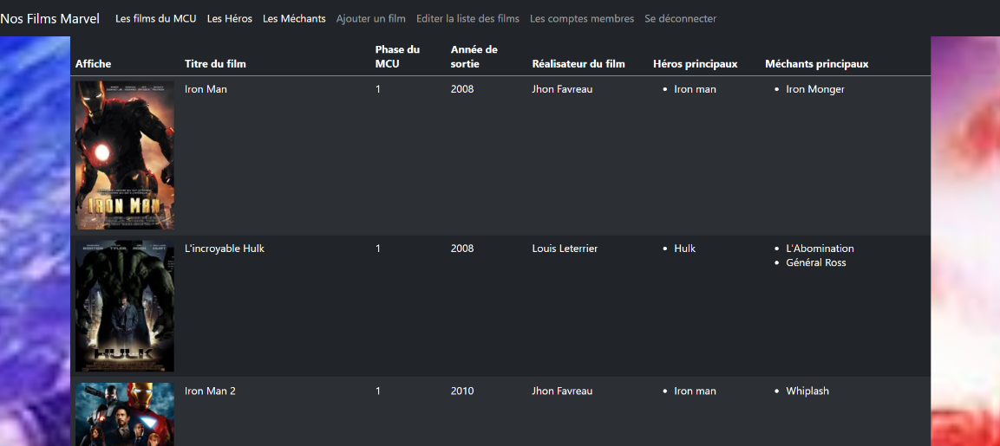 Nos Films Marvel Les films du MCU Les Héros Les Méchants Ajouter un film Editer la liste des films Les comptes membres Se déconnecter
Affiche Titre du film Phase du MCU Année de sortie Réalisateur du film Héros principaux Méchants principaux
IRON MAN
Iron Man 1 2008 Jhon Favreau • Iron man • Iron Monger
HULK
L'incroyable Hulk 1 2008 Louis Leterrier • Hulk • L'Abomination
• Général Ross
Iron Man 2 1 2010 Jhon Favreau • Iron man • Whiplash